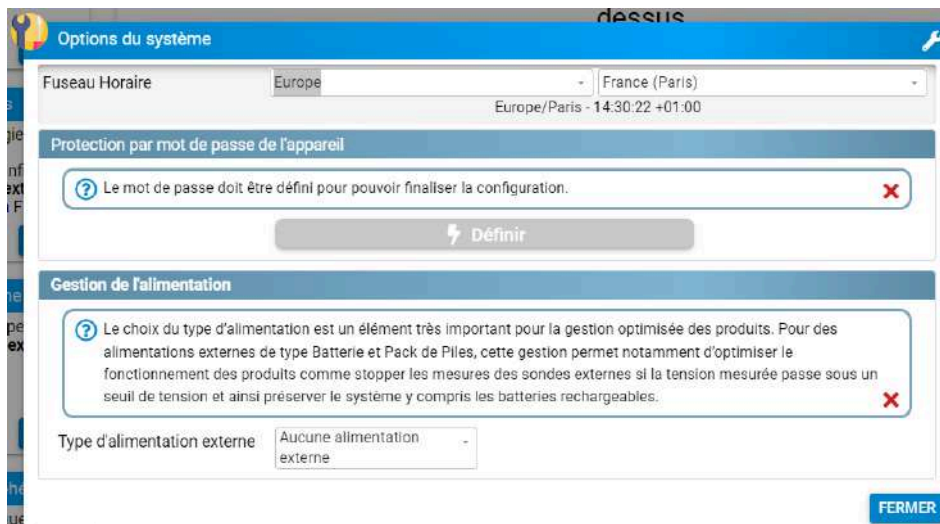 dessus
Options du système
Fuseau Horaire
Europe
France (Paris)
Europe/Paris - 14:30:22 +01:00
Protection par mot de passe de l'appareil
Le mot de passe doit être défini pour pouvoir finaliser la configuration.
Définir
Gestion de l'alimentation
Le choix du type d'alimentation est un élément très important pour la gestion optimisée des produits. Pour des
alimentations externes de type Batterie et Pack de Piles, cette gestion permet notamment d'optimiser le
fonctionnement des produits comme stopper les mesures des sondes externes si la tension mesurée passe sous un
seuil de tension et ainsi préserver le système y compris les batteries rechargeables.
Type d'alimentation externe
Aucune alimentation
externe
FERMER